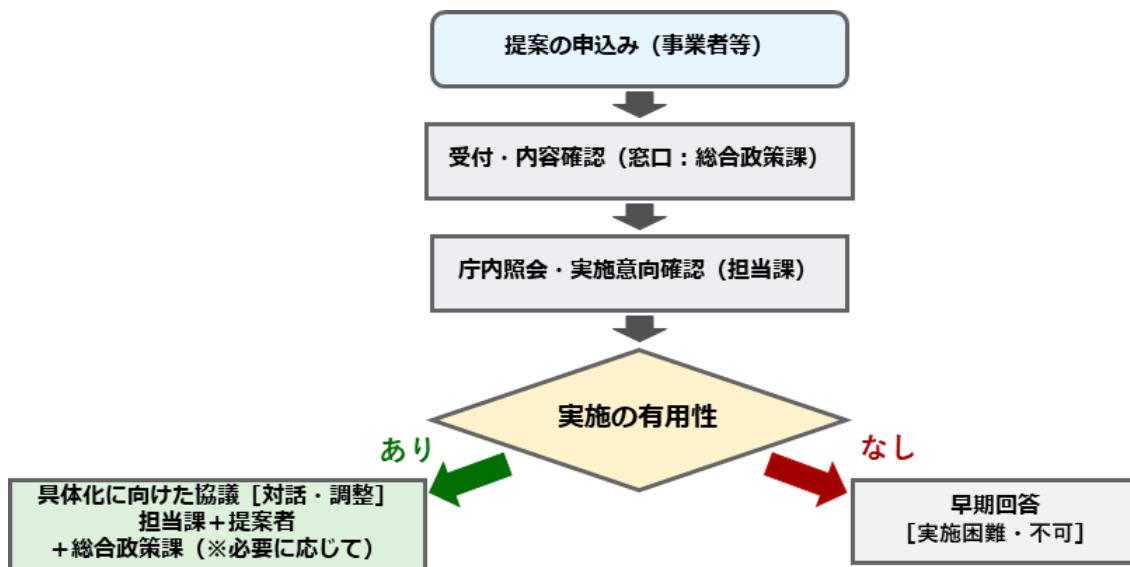 提案の申込み（事業者等）
受付・内容確認（窓口：総合政策課）
庁内照会・実施意向確認（担当課）
実施の有用性
あり
なし
具体化に向けた協議［対話・調整］
担当課＋提案者
＋総合政策課（※必要に応じて）
早期回答
［実施困難・不可］